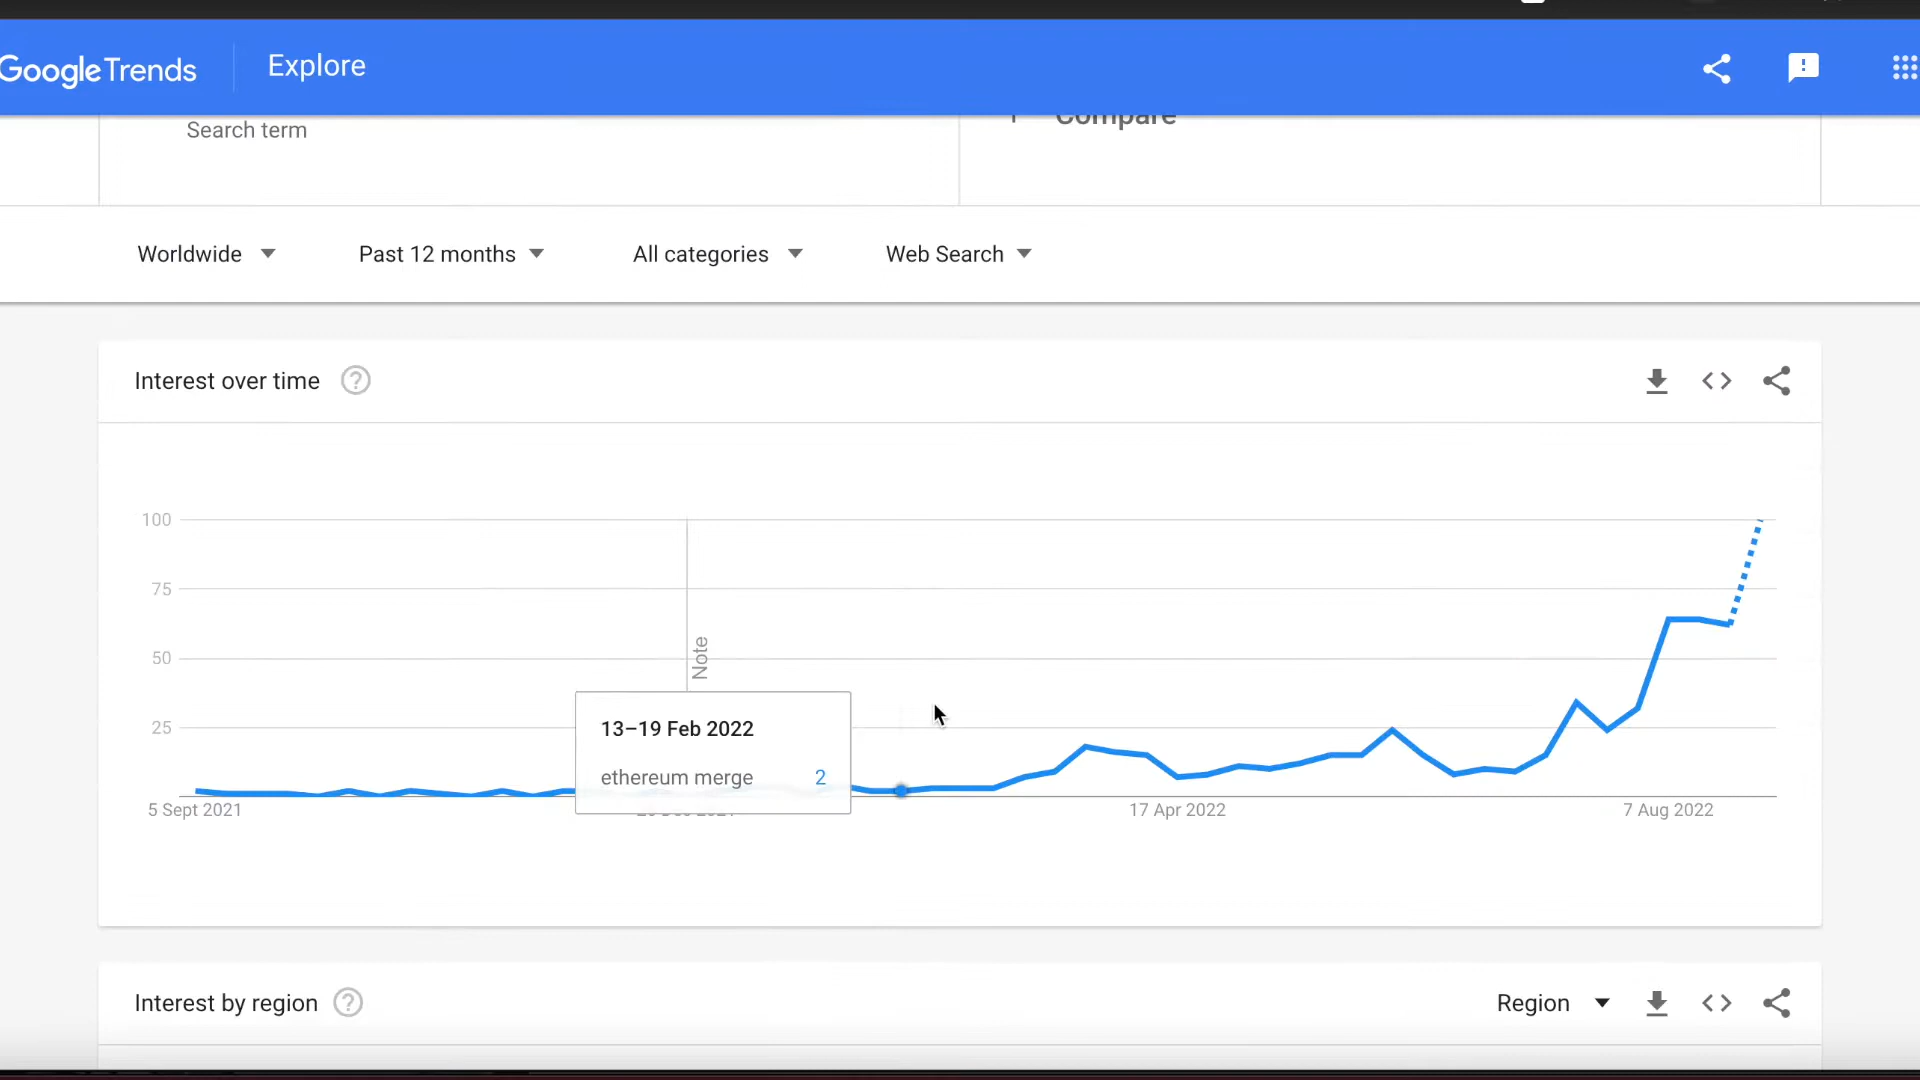 Google Trends
Explore
Search term
Compare
Worldwide
Past 12 months
All categories
Web Search
Interest over time
100
75
50
25
Note
13–19 Feb 2022
ethereum merge 2
5 Sept 2021
17 Apr 2022
7 Aug 2022
Interest by region
Region